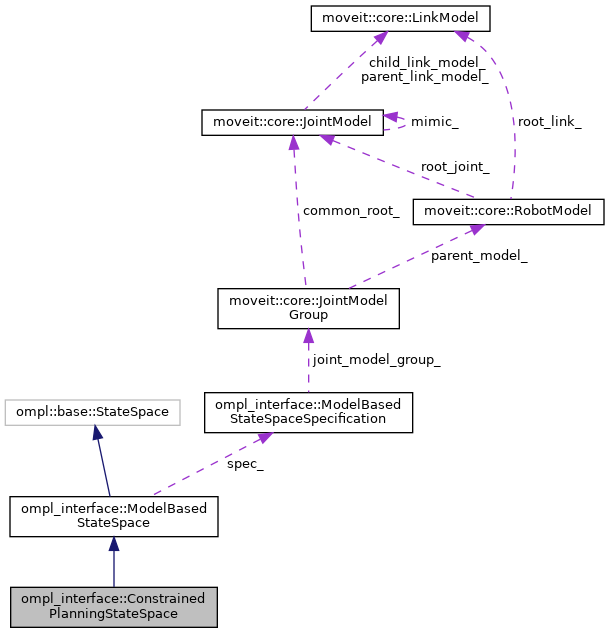 moveit::core::LinkModel
child_link_model_
parent_link_model_
moveit::core::JointModel
mimic_
root_link_
root_joint_
common_root_
moveit::core::RobotModel
parent_model_
moveit::core::JointModel
Group
joint_model_group_
ompl::base::StateSpace
ompl_interface::ModelBased
StateSpaceSpecification
spec_
ompl_interface::ModelBased
StateSpace
ompl_interface::Constrained
PlanningStateSpace